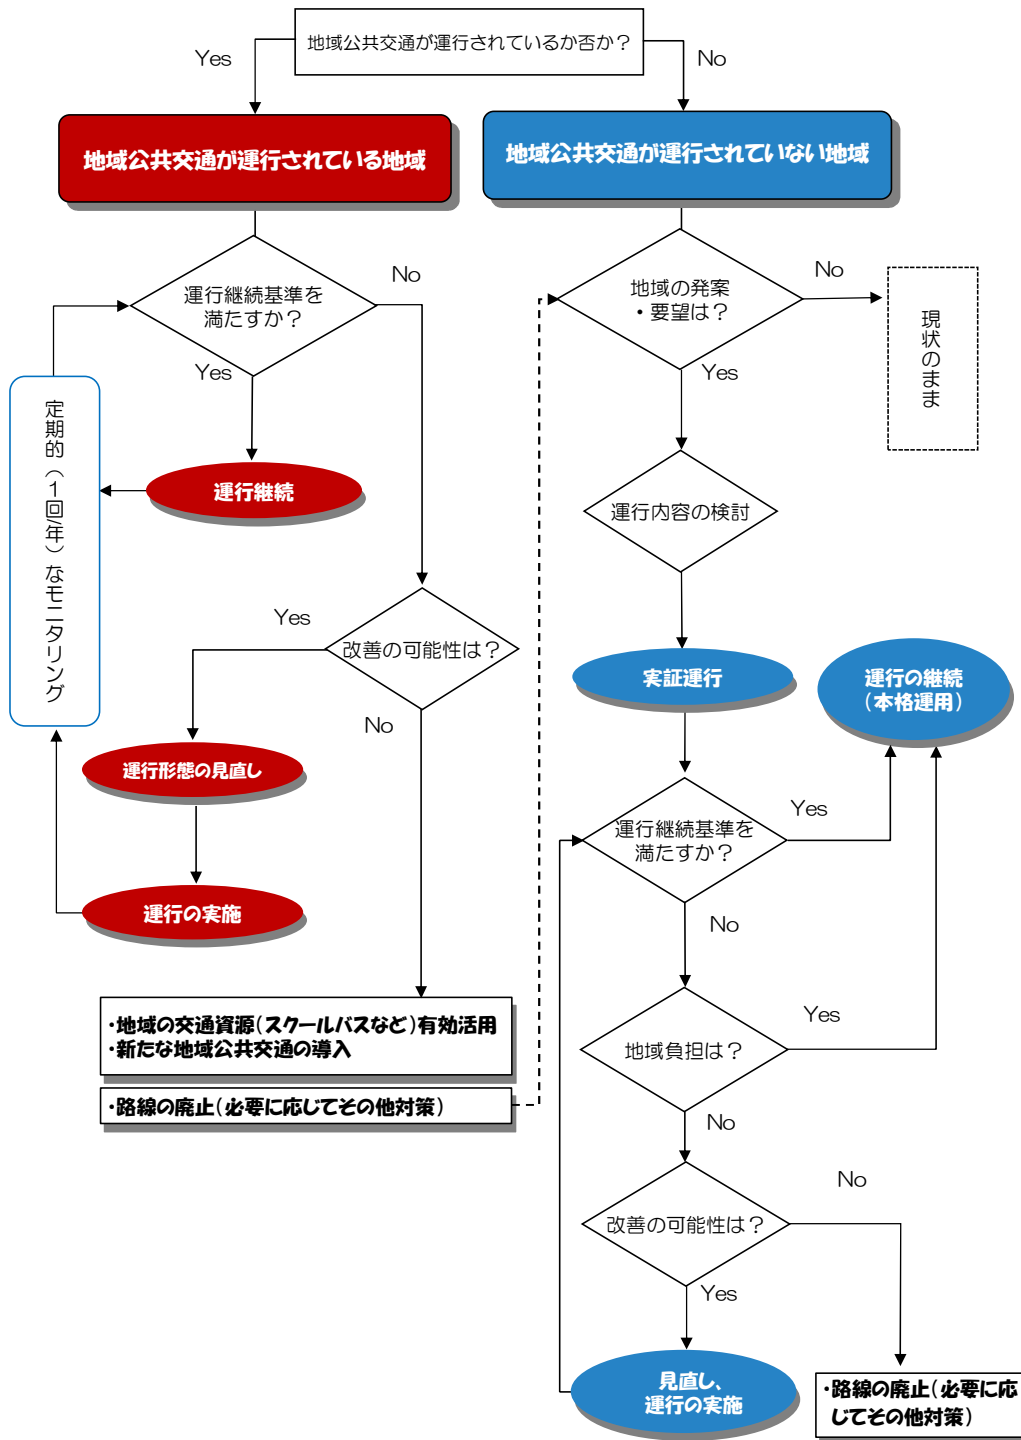 地域公共交通が運行されているか否か？
Yes
No
地域公共交通が運行されている地域
地域公共交通が運行されていない地域
運行継続基準を
満たすか？
No
Yes
運行継続
定期的（１回/年）なモニタリング
改善の可能性は？
Yes
No
運行形態の見直し
運行の実施
・地域の交通資源（スクールバスなど）有効活用
・新たな地域公共交通の導入
・路線の廃止（必要に応じてその他対策）
地域の発案
・要望は？
No
現状のまま
Yes
運行内容の検討
実証運行
運行の継続
（本格運用）
運行継続基準を
満たすか？
Yes
No
地域負担は？
Yes
No
改善の可能性は？
No
Yes
見直し、
運行の実施
・路線の廃止（必要に応
じてその他対策）